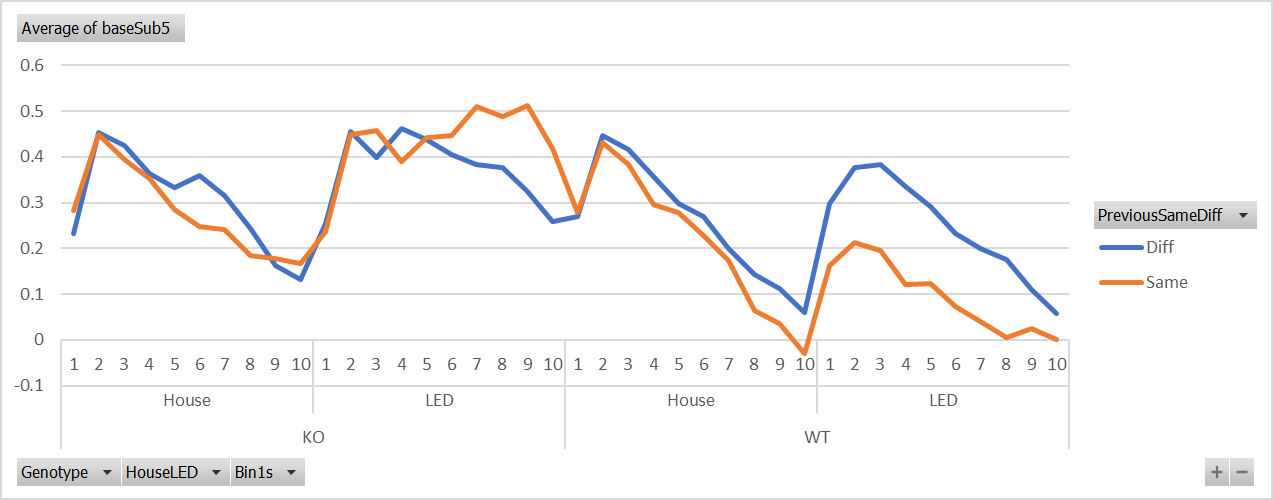 Average of baseSub5
0.6
0.5
0.4
0.3
0.2
0.1
0
-0.1
1 2 3 4 5 6 7 8 9 10 1 2 3 4 5 6 7 8 9 10 1 2 3 4 5 6 7 8 9 10 1 2 3 4 5 6 7 8 9 10
House LED House LED
KO WT
PreviousSameDiff
Diff
Same
Genotype HouseLED Bin1s
+ −